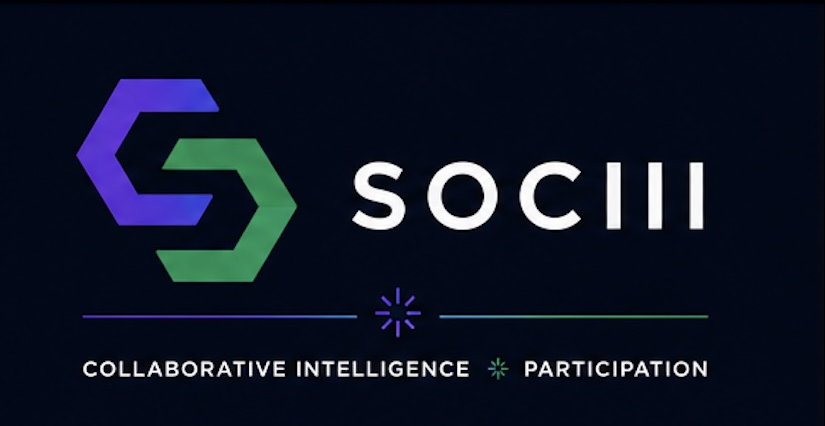 SOCIII
COLLABORATIVE INTELLIGENCE PARTICIPATION